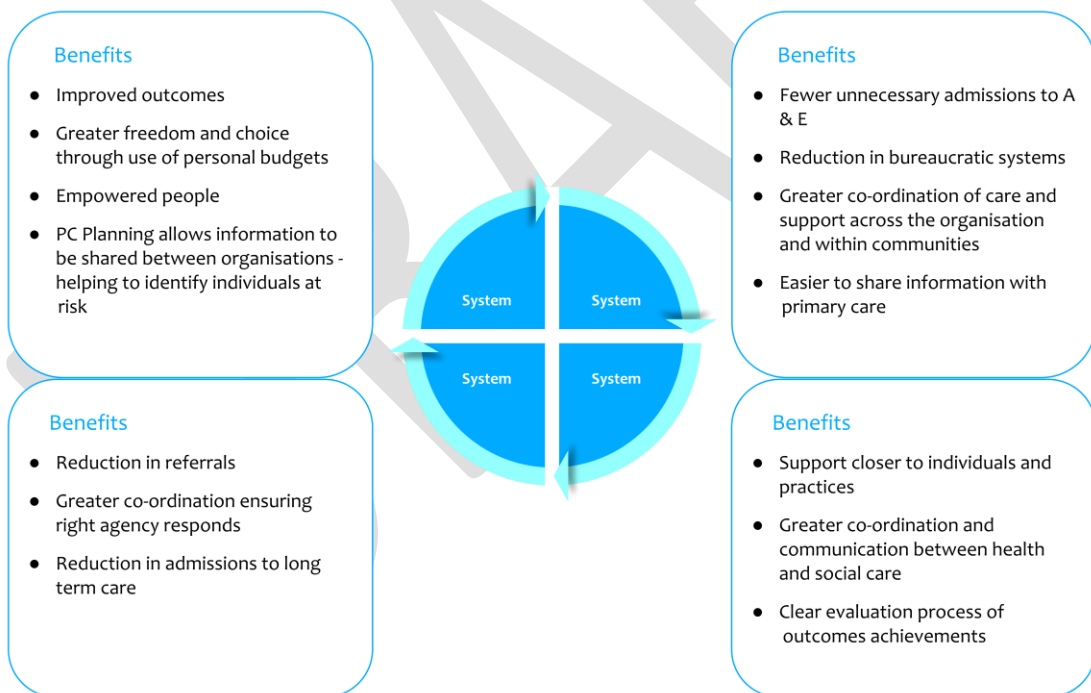 Benefits
● Improved outcomes
● Greater freedom and choice
through use of personal budgets
● Empowered people
● PC Planning allows information to
be shared between organisations -
helping to identify individuals at
risk
Benefits
● Fewer unnecessary admissions to A
& E
● Reduction in bureaucratic systems
● Greater co-ordination of care and
support across the organisation
and within communities
● Easier to share information with
primary care
System
System
System
System
Benefits
● Reduction in referrals
● Greater co-ordination ensuring
right agency responds
● Reduction in admissions to long
term care
Benefits
● Support closer to individuals and
practices
● Greater co-ordination and
communication between health
and social care
● Clear evaluation process of
outcomes achievements